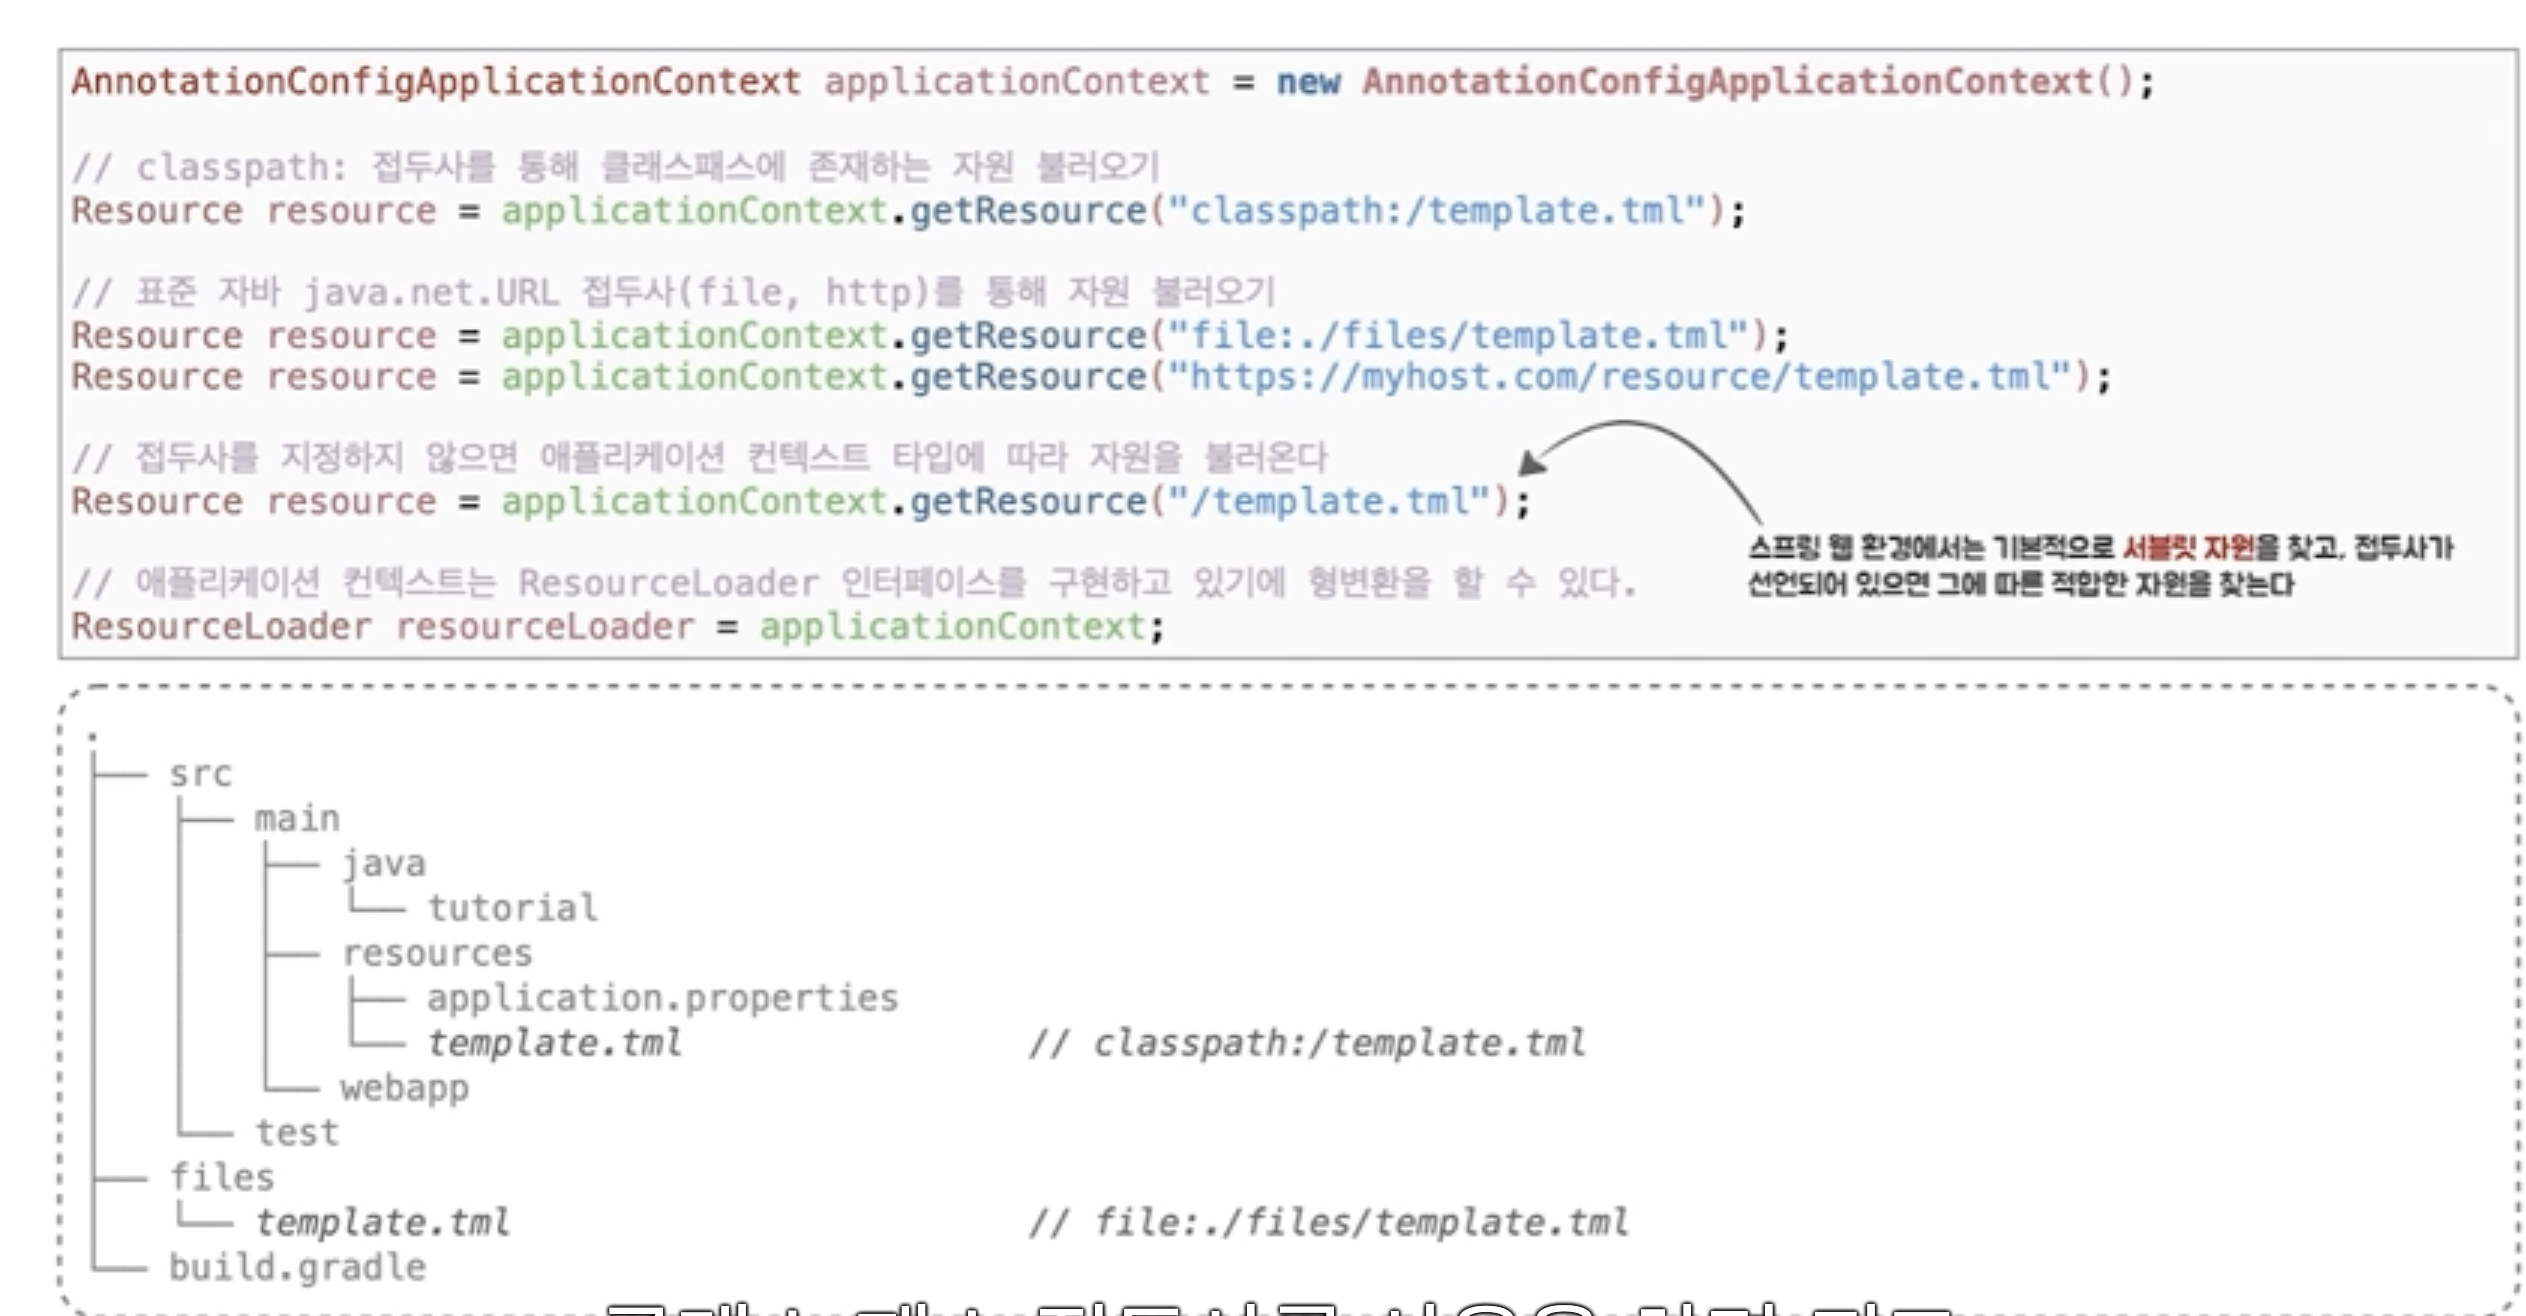 AnnotationConfigApplicationContext applicationContext = new AnnotationConfigApplicationContext();
// classpath: 접두사를 통해 클래스패스에 존재하는 자원 불러오기
Resource resource = applicationContext.getResource("classpath:/template.tml");
// 표준 자바 java.net.URL 접두사(file, http)를 통해 자원 불러오기
Resource resource = applicationContext.getResource("file:./files/template.tml");
Resource resource = applicationContext.getResource("https://myhost.com/resource/template.tml");
// 접두사를 지정하지 않으면 애플리케이션 컨텍스트 타입에 따라 자원을 불러온다
Resource resource = applicationContext.getResource("/template.tml");
스프링 웹 환경에서는 기본적으로 서블릿 자원을 찾고, 접두사가
선언되어 있으면 그에 따른 적합한 자원을 찾는다
// 애플리케이션 컨텍스트는 ResourceLoader 인터페이스를 구현하고 있기에 형변환을 할 수 있다.
ResourceLoader resourceLoader = applicationContext;
.
src
main
java
tutorial
resources
application.properties
template.tml // classpath:/template.tml
webapp
test
files
template.tml // file:./files/template.tml
build.gradle